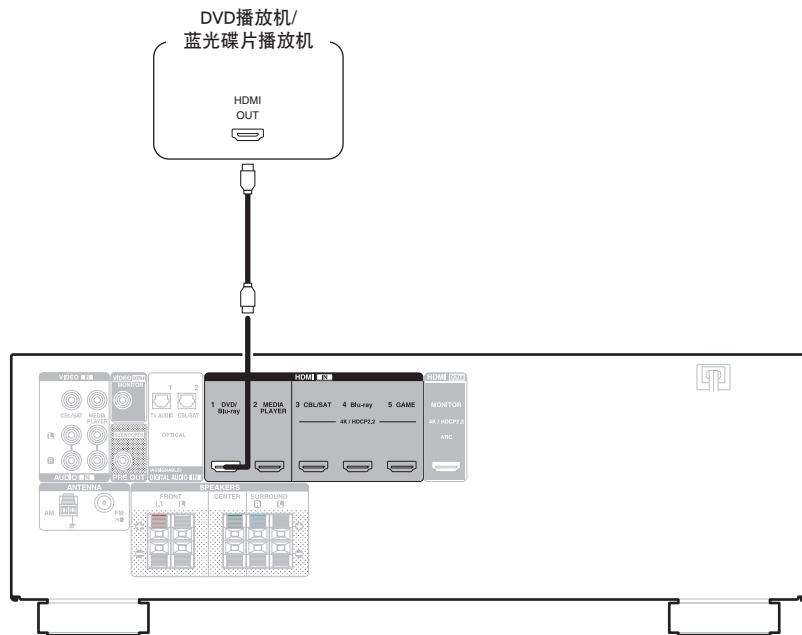 DVD播放机/
蓝光碟片播放机
HDMI
OUT
VIDEO IN
VIDEO OUT
MONITOR
1 2
HDMI IN
HDMI OUT
CBL/SAT
MEDIA
PLAYER
TV AUDIO CBL/SAT
1 DVD/
Blu-ray
2 MEDIA
PLAYER
3 CBL/SAT
4 Blu-ray
5 GAME
4K / HDCP2.2
MONITOR
4K / HDCP2.2
ARC
L
R
SUBWOOFER
OPTICAL
(ASSIGNABLE)
AUDIO IN
PRE OUT
DIGITAL AUDIO IN
ANTENNA
AM
FM
SPEAKERS
FRONT
R L
CENTER
SURROUND
R L